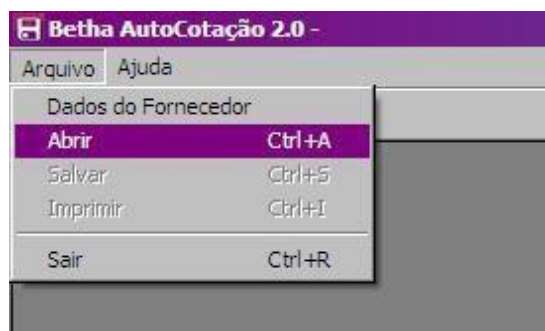 Betha AutoCotação 2.0 -
Arquivo Ajuda
Dados do Fornecedor
Abrir Ctrl+A
Salvar Ctrl+S
Imprimir Ctrl+I
Sair Ctrl+R